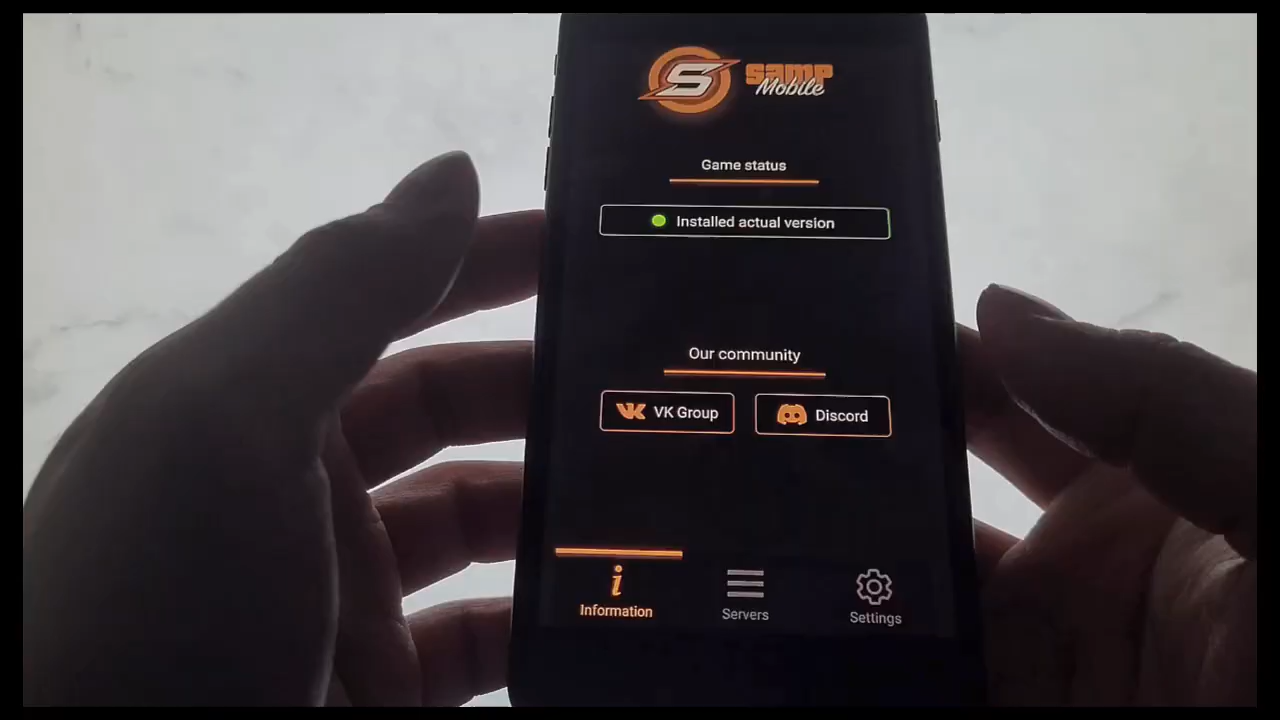 S
samp
Mobile
Game status
Installed actual version
Our community
VK Group
Discord
Information
Servers
Settings